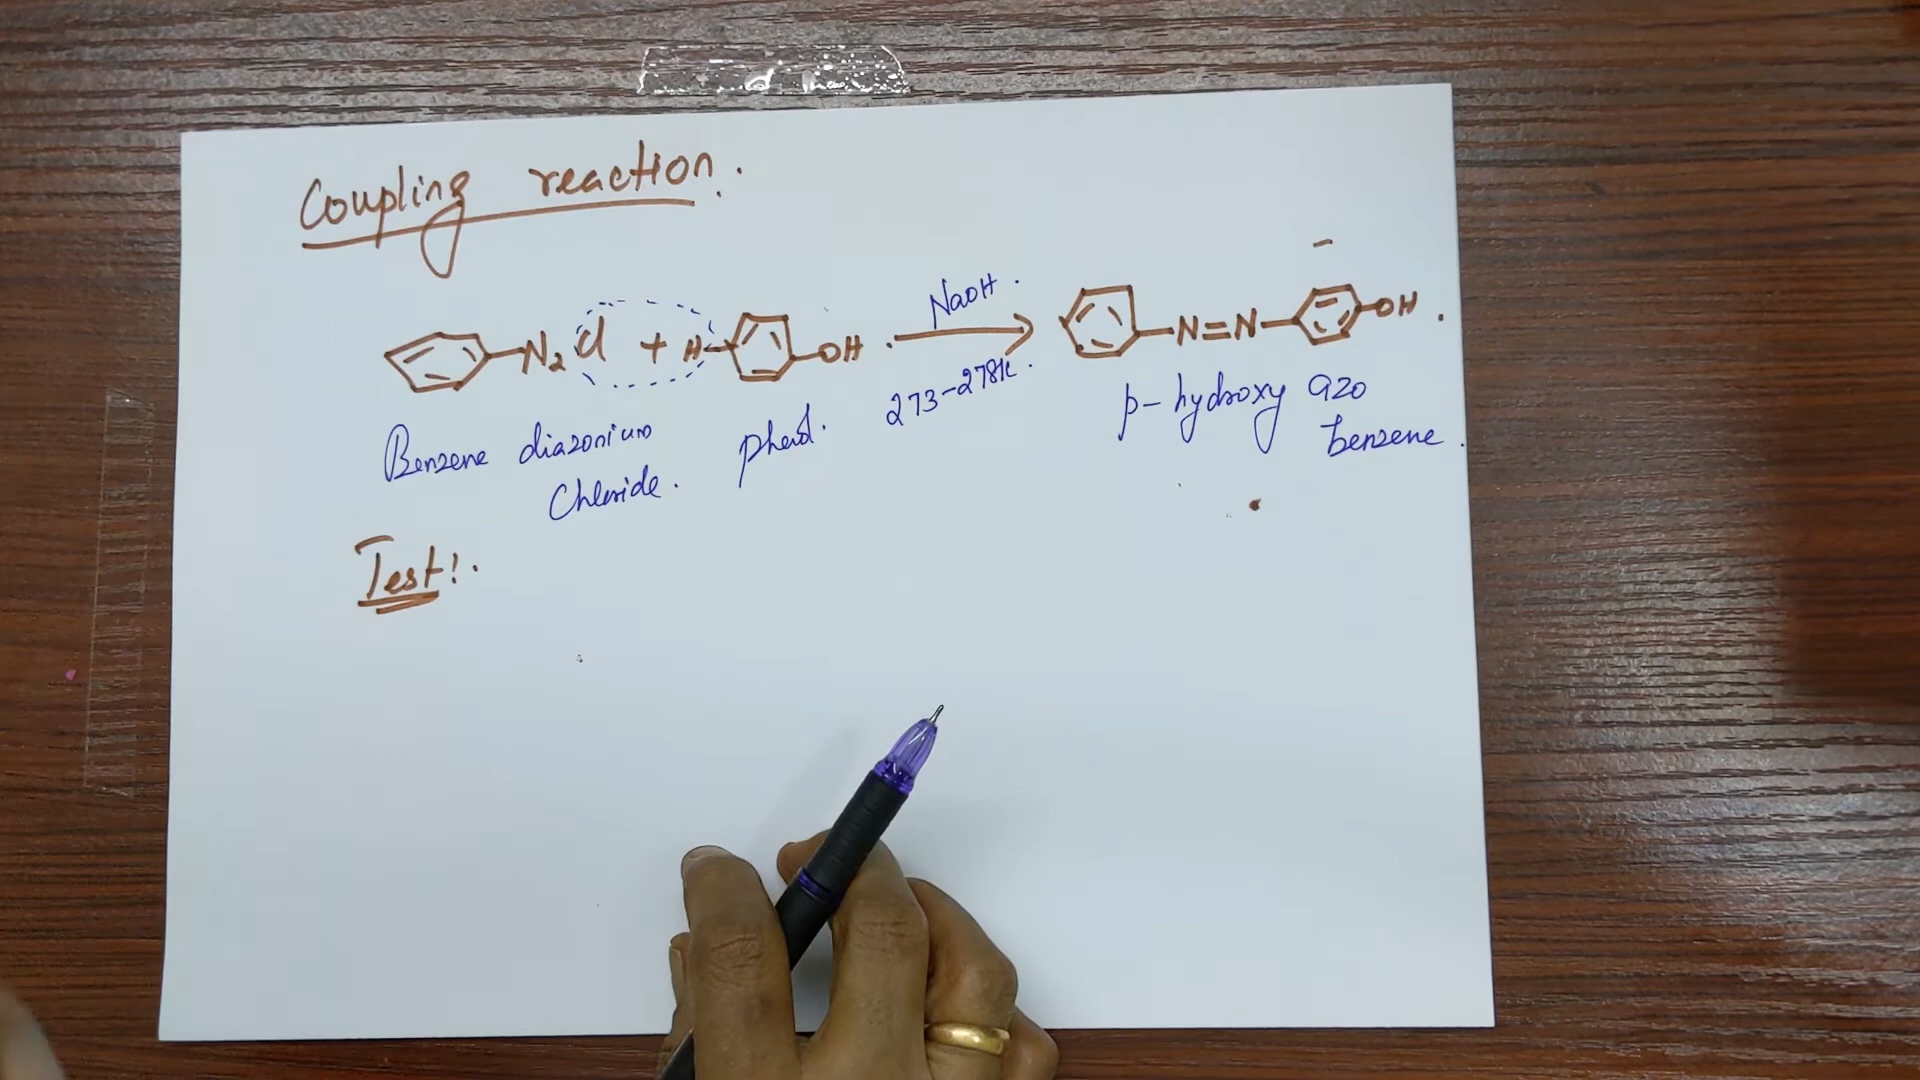 Coupling reaction.
N₂Cl + H OH. NaOH. N=N OH.
273-278K.
Benzene diazonium Chloride.
phenol.
p-hydroxy azo benzene.
Test:.